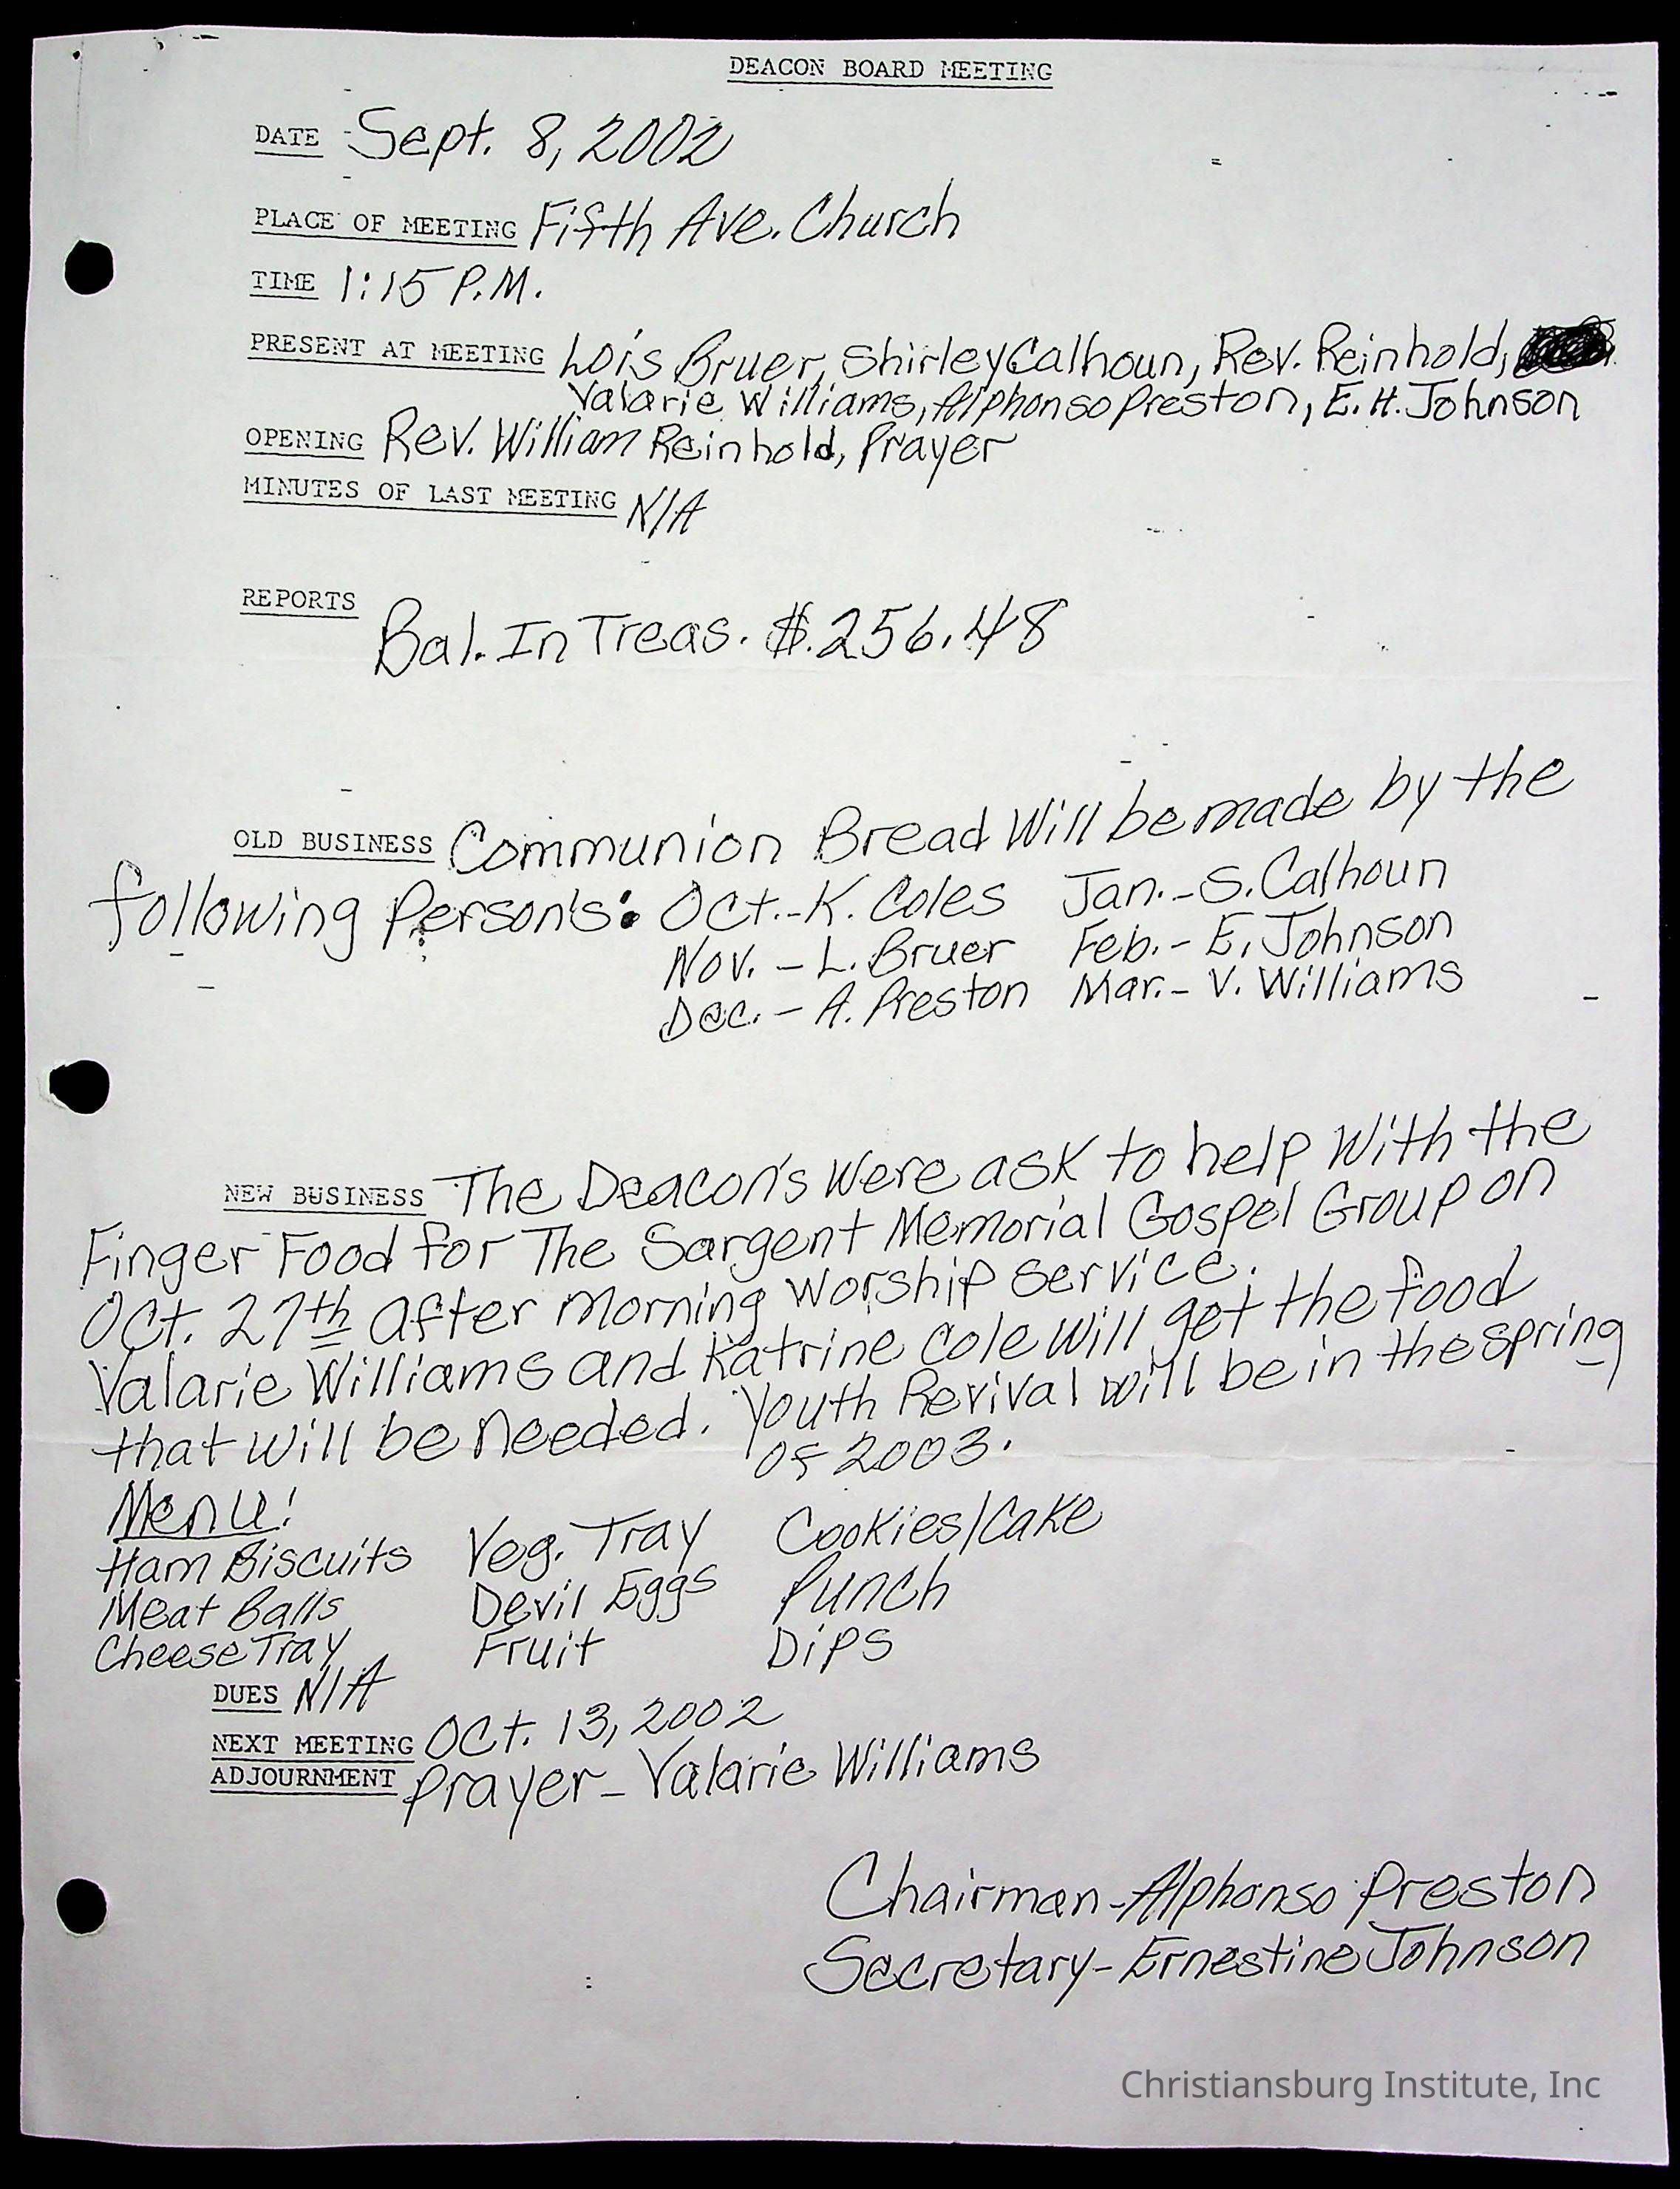 DEACON BOARD MEETING
DATE Sept. 8, 2002
PLACE OF MEETING Fifth Ave. Church
TIME 1:15 P.M.
PRESENT AT MEETING Lois Bruer, Shirley Calhoun, Rev. Reinhold,
Valarie Williams, Alphonso Preston, E. H. Johnson
OPENING Rev. William Reinhold, Prayer
MINUTES OF LAST MEETING N/A
REPORTS
Bal. In Treas. $.256.48
OLD BUSINESS Communion Bread Will be made by the
following Person's: Oct.-K. Coles Jan.-S. Calhoun
Nov. - L. Bruer Feb.- E. Johnson
Dec. - A. Preston Mar.- V. Williams
NEW BUSINESS The Deacon's Were ask to help With the
Finger Food for The Sargent Memorial Gospel Group on
Oct. 27th after Morning Worship Service.
Valarie Williams and Katrine Cole Will get the food
that will be needed. Youth Revival will be in the spring
of 2003.
Menu!
Ham Biscuits Veg. Tray Cookies/Cake
Meat Balls Devil Eggs Punch
Cheese Tray Fruit Dips
DUES N/A
NEXT MEETING Oct. 13, 2002
ADJOURNMENT Prayer - Valarie Williams
Chairman-Alphonso Preston
Secretary-Ernestine Johnson
Christiansburg Institute, Inc